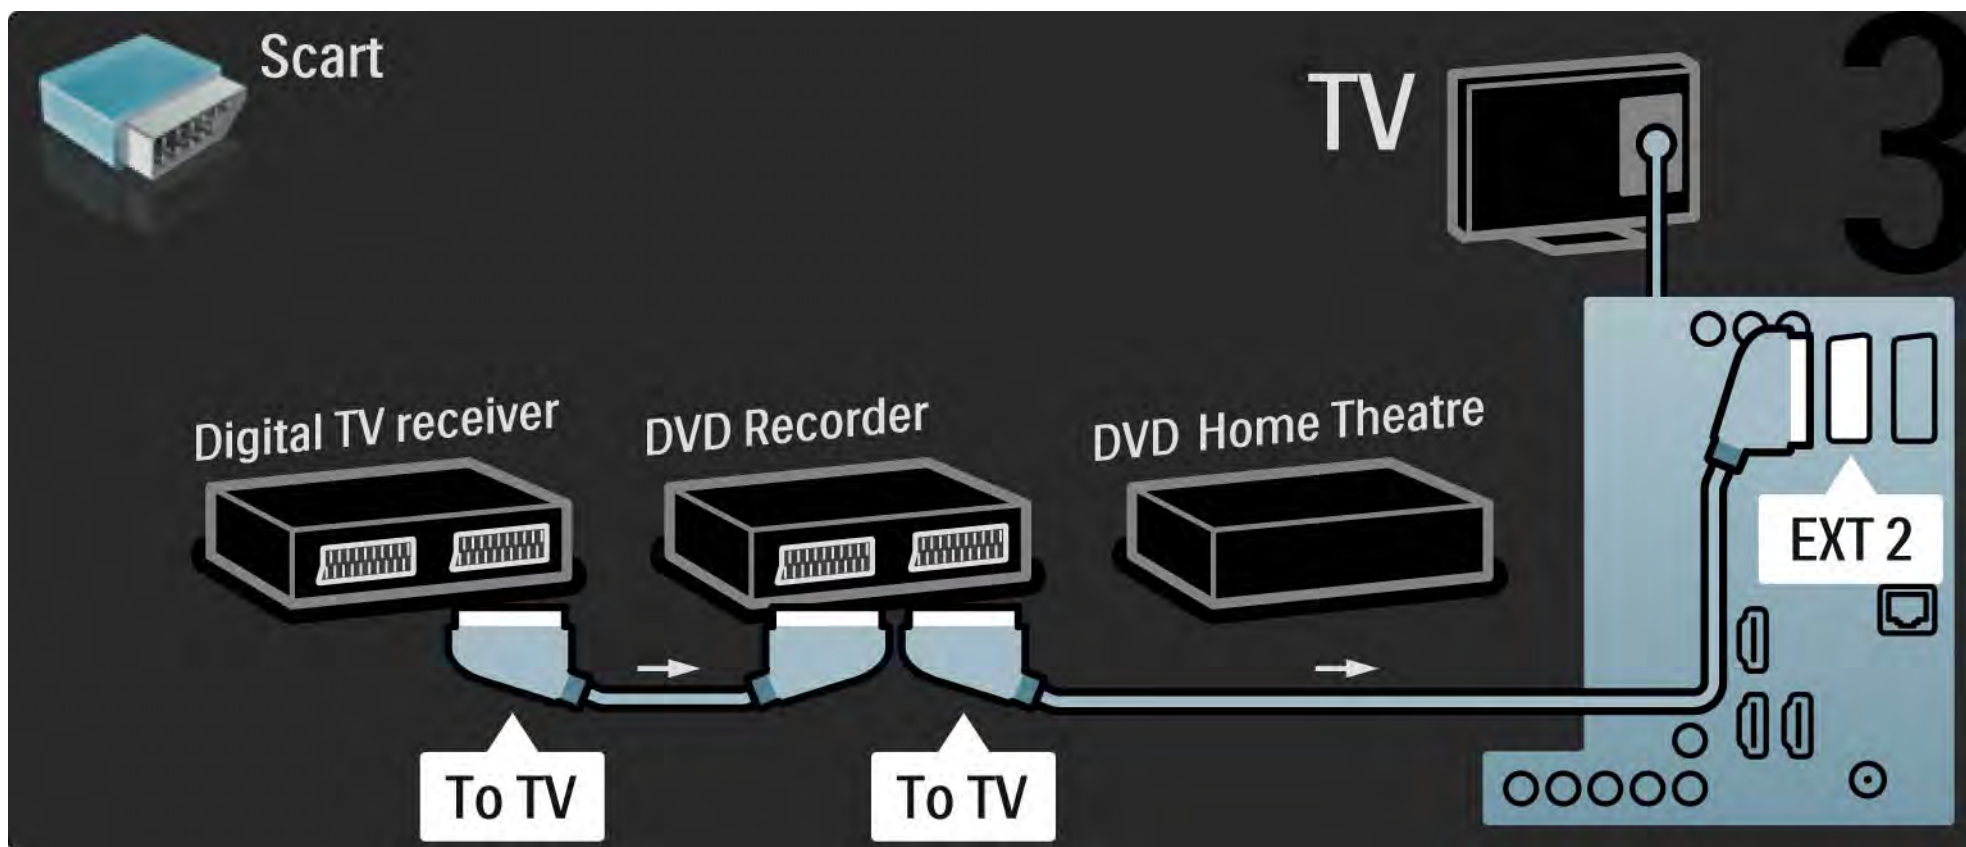 Scart
TV
3
Digital TV receiver
DVD Recorder
DVD Home Theatre
EXT 2
To TV
To TV